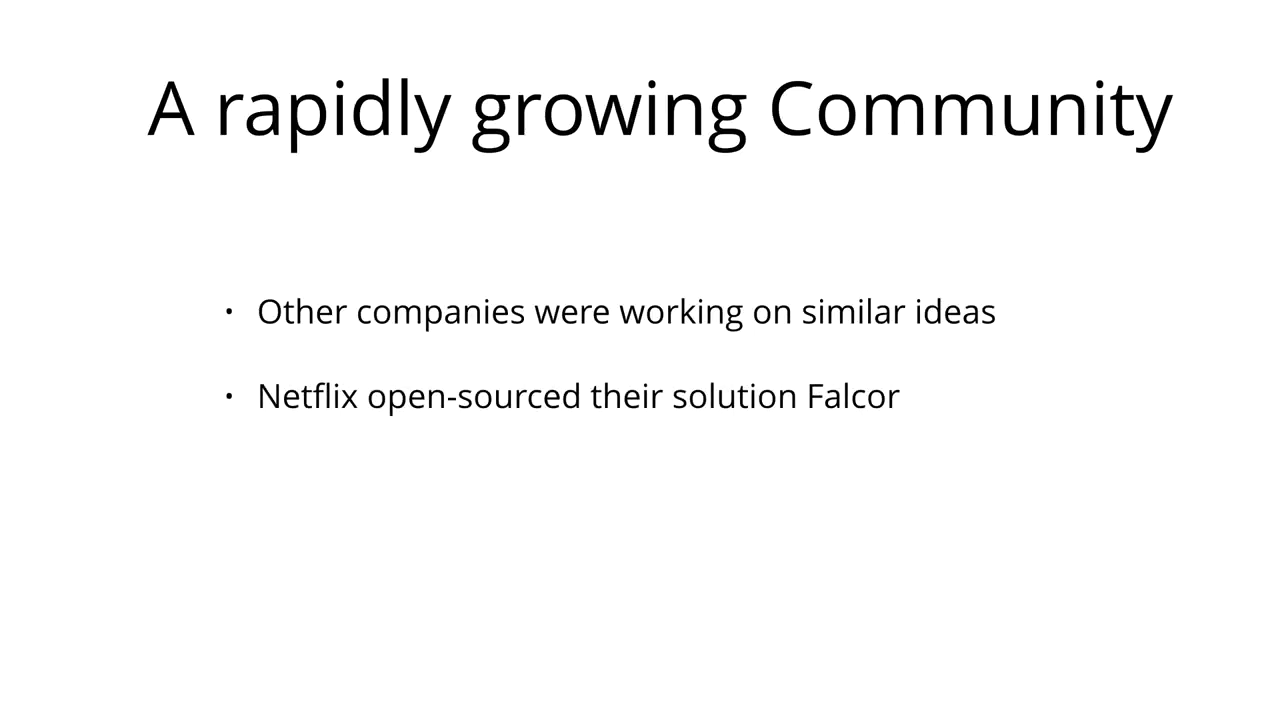 A rapidly growing Community
• Other companies were working on similar ideas
• Netflix open-sourced their solution Falcor